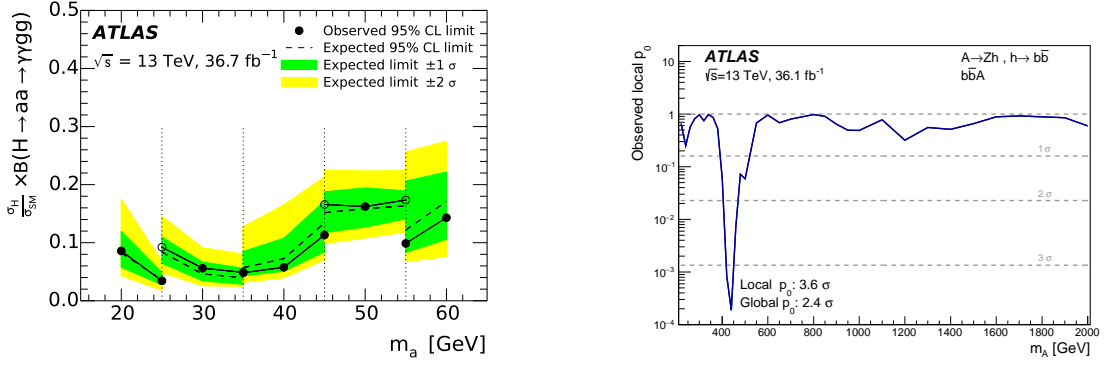 ATLAS
√s = 13 TeV, 36.7 fb⁻¹
Observed 95% CL limit
Expected 95% CL limit
Expected limit ±1 σ
Expected limit ±2 σ
σ_H/σ_SM ×B(H→aa→γγgg)
0.5
0.4
0.3
0.2
0.1
0.0
20 30 40 50 60
m_a [GeV]
ATLAS
√s=13 TeV, 36.1 fb⁻¹
A→Zh , h→ bb̅
bb̅A
Observed local p₀
10
1
10⁻¹
10⁻²
10⁻³
10⁻⁴
1 σ
2 σ
3 σ
Local p₀: 3.6 σ
Global p₀: 2.4 σ
400 600 800 1000 1200 1400 1600 1800 2000
m_A [GeV]